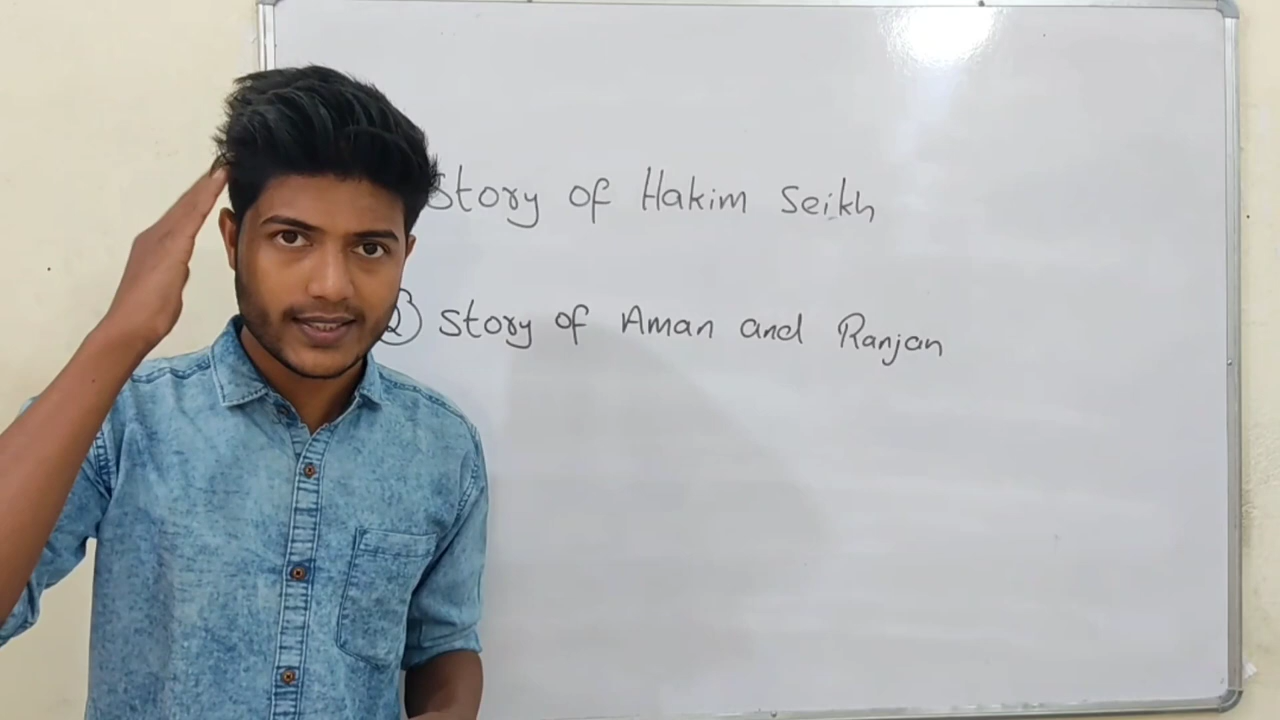 Story of Hakim Seikh
② Story of Aman and Ranjan